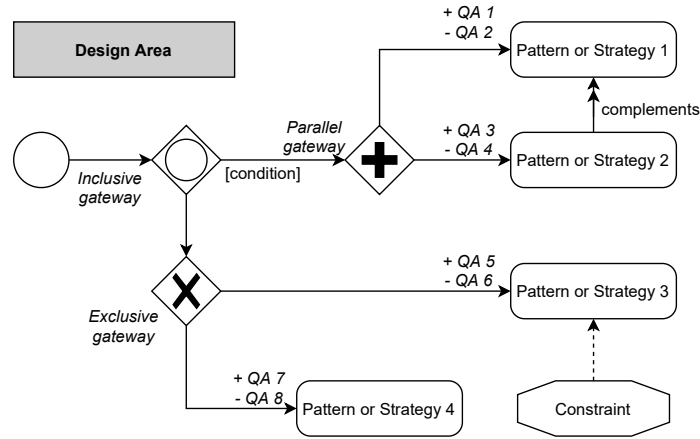 + QA 1
- QA 2
Design Area
Pattern or Strategy 1
complements
Parallel
gateway
+ QA 3
- QA 4
Inclusive
gateway
[condition]
Pattern or Strategy 2
+ QA 5
- QA 6
Pattern or Strategy 3
Exclusive
gateway
+ QA 7
- QA 8
Pattern or Strategy 4
Constraint